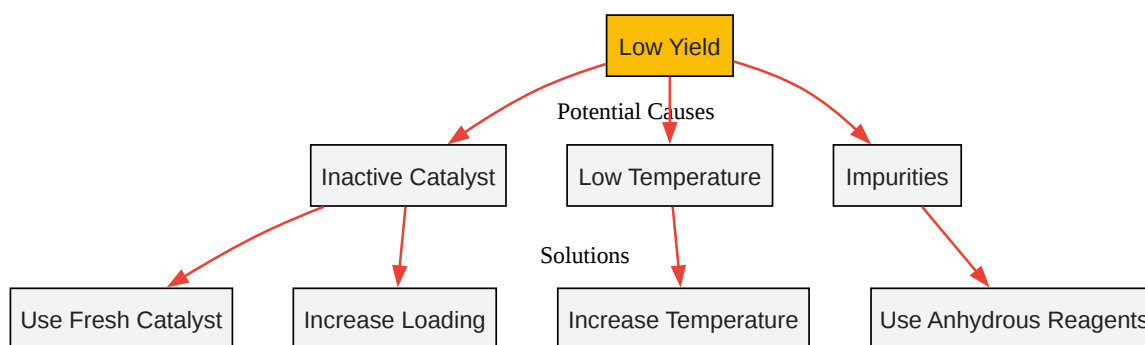 Low Yield
Potential Causes
Inactive Catalyst
Low Temperature
Impurities
Solutions
Use Fresh Catalyst
Increase Loading
Increase Temperature
Use Anhydrous Reagents